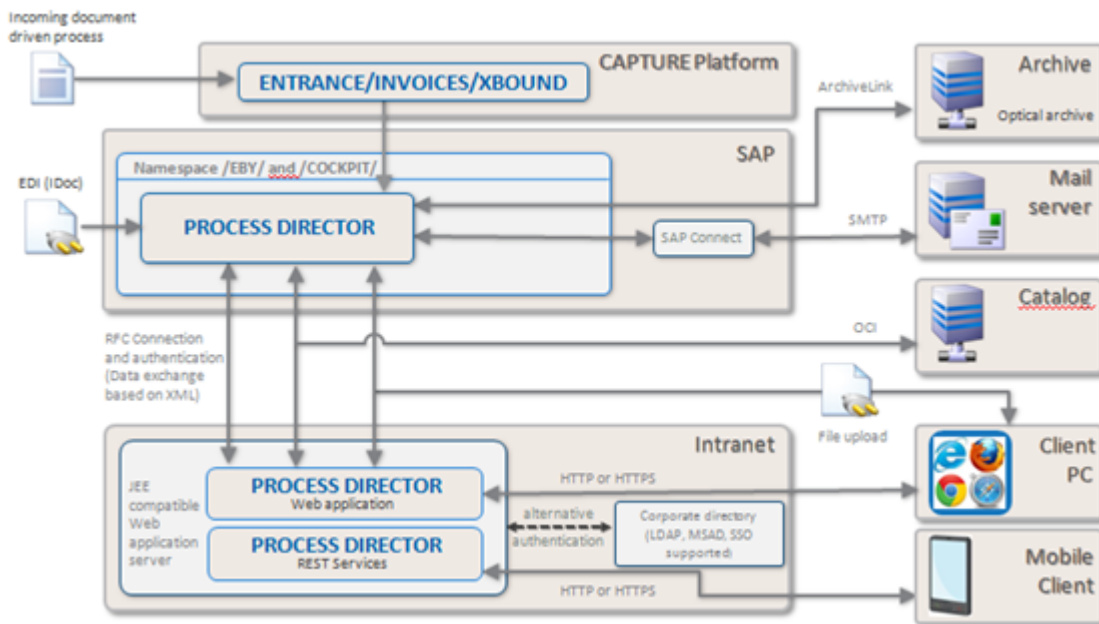 Incoming document
driven process
CAPTURE Platform
ENTRANCE/INVOICES/XBOUND
Archive
Optical archive
ArchiveLink
SAP
Namespace /EBY/ and /COCKPIT/
EDI (IDoc)
PROCESS DIRECTOR
SAP Connect
SMTP
Mail
server
Catalog
OCI
RFC Connection
and authentication
(Data exchange
based on XML)
File upload
Intranet
Client
PC
JEE
compatible
Web
application
server
PROCESS DIRECTOR
Web application
HTTP or HTTPS
alternative
authentication
Corporate directory
(LDAP, MSAD, SSO
supported)
PROCESS DIRECTOR
REST Services
HTTP or HTTPS
Mobile
Client